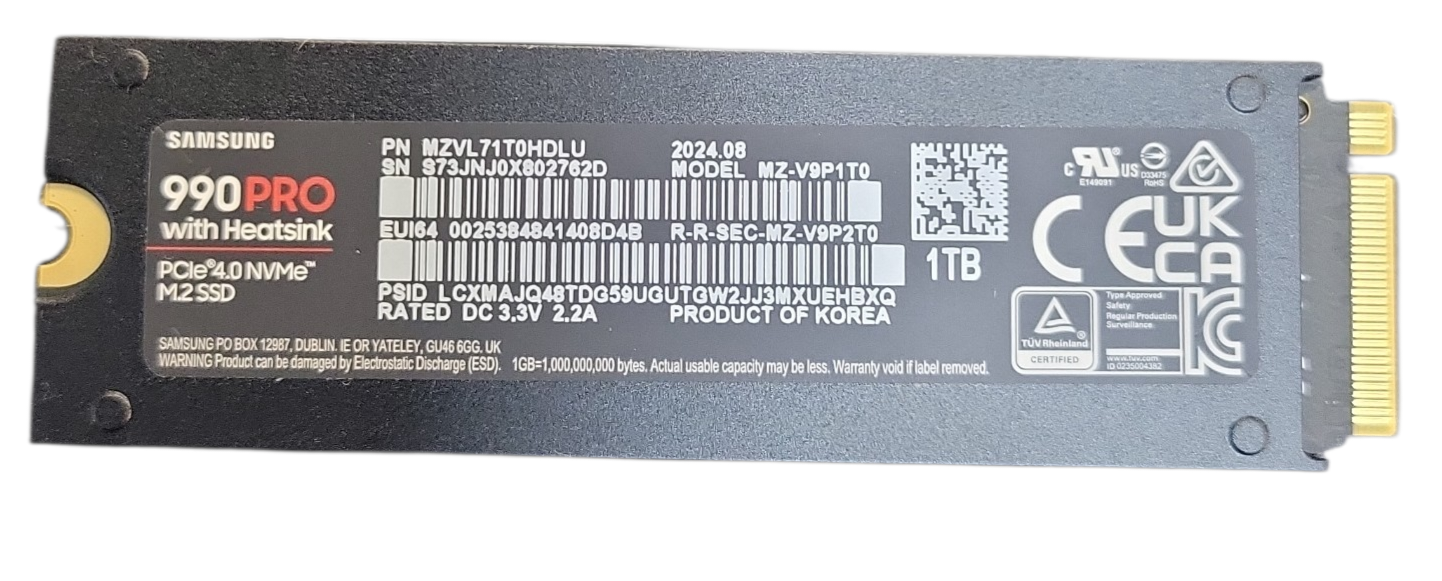 SAMSUNG
990PRO
with Heatsink
PCIe®4.0 NVMe™
M.2 SSD
PN MZVL71T0HDLU 2024.08
SN S73JNJ0X802762D MODEL MZ-V9P1T0
EUI64 0025384841408D4B R-R-SEC-MZ-V9P2T0
PSID LCXMAJQ48TDG59UGUTGW2JJ3MXUEHBXQ
RATED DC 3.3V 2.2A PRODUCT OF KOREA
1TB
SAMSUNG PO BOX 12987, DUBLIN. IE OR YATELEY, GU46 6GG. UK
WARNING Product can be damaged by Electrostatic Discharge (ESD). 1GB=1,000,000,000 bytes. Actual usable capacity may be less. Warranty void if label removed.
C RU US
E149091
D33475
RoHS
CE
UK
CA
TÜV Rheinland
CERTIFIED
Type Approved
Safety
Regular Production
Surveillance
www.tuv.com
ID 0235004382
KC